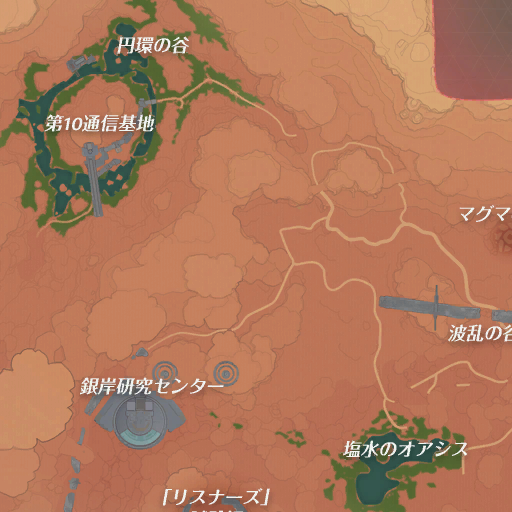 円環の谷
第10通信基地
マグマ
波乱の谷
銀岸研究センター
塩水のオアシス
「リスナーズ」